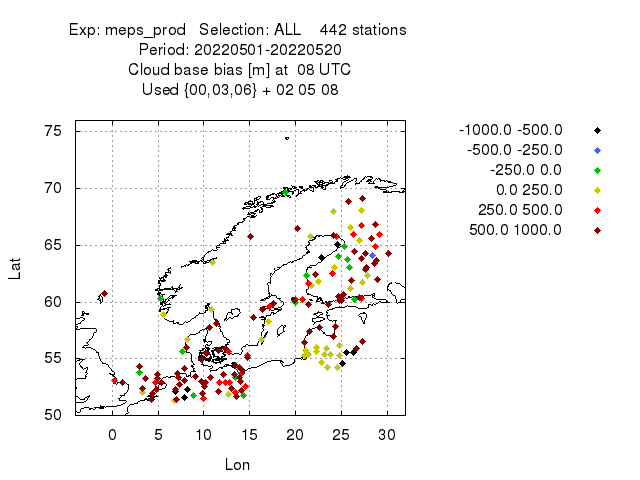 Exp: meps_prod Selection: ALL 442 stations
Period: 20220501-20220520
Cloud base bias [m] at 08 UTC
Used {00,03,06} + 02 05 08
-1000.0 -500.0
-500.0 -250.0
-250.0 0.0
0.0 250.0
250.0 500.0
500.0 1000.0
Lat
75
70
65
60
55
50
0 5 10 15 20 25 30
Lon